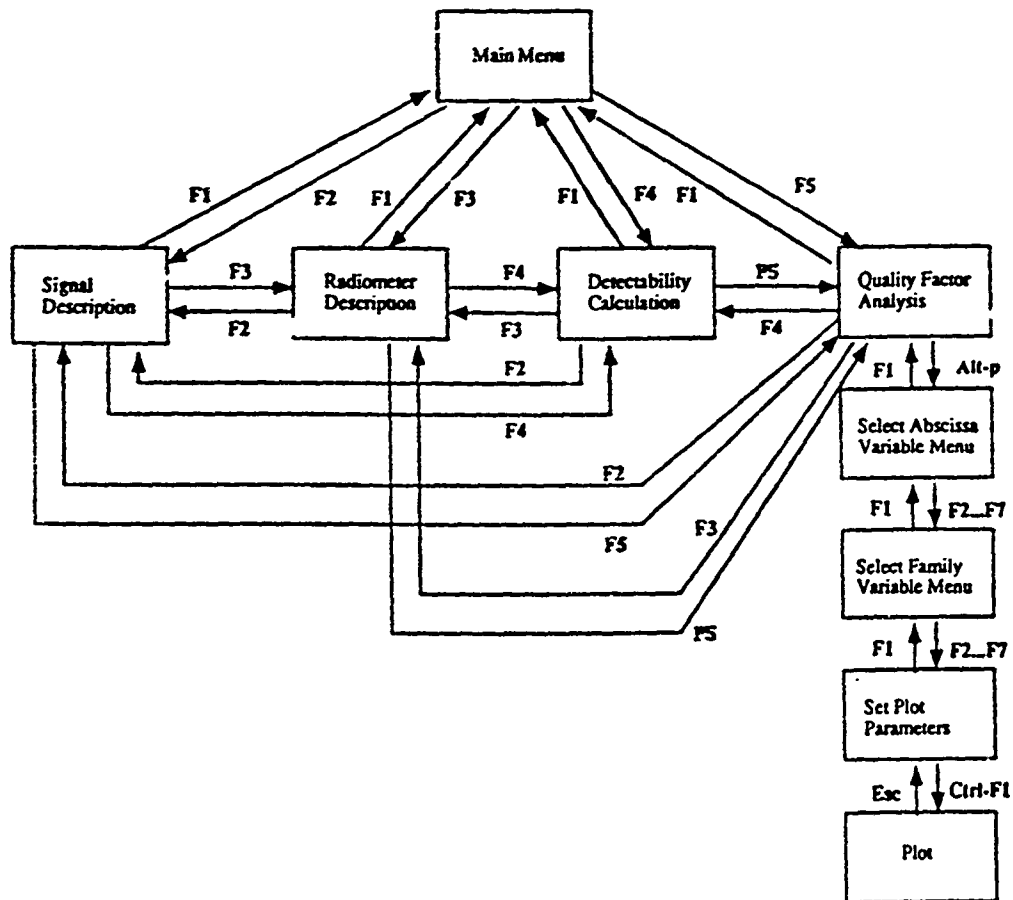 Main Menu
F1
F2
F1
F3
F1
F4
F1
F5
Signal
Description
F3
F2
Radiometer
Description
F4
F3
Detectability
Calculation
F5
F4
Quality Factor
Analysis
F2
F4
F1
Alt-p
Select Abscissa
Variable Menu
F2
F5
F3
F5
F1
F2...F7
Select Family
Variable Menu
F1
F2...F7
Set Plot
Parameters
Esc
Ctrl-F1
Plot